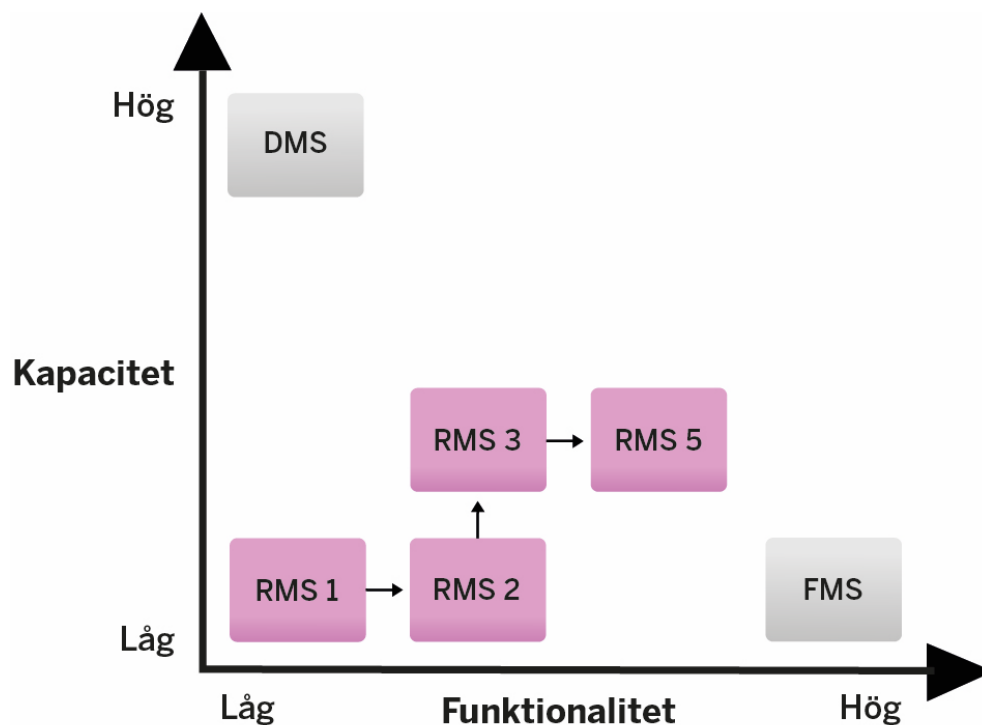 Hög
DMS
Kapacitet
RMS 3
RMS 5
RMS 1
RMS 2
FMS
Låg
Låg
Funktionalitet
Hög